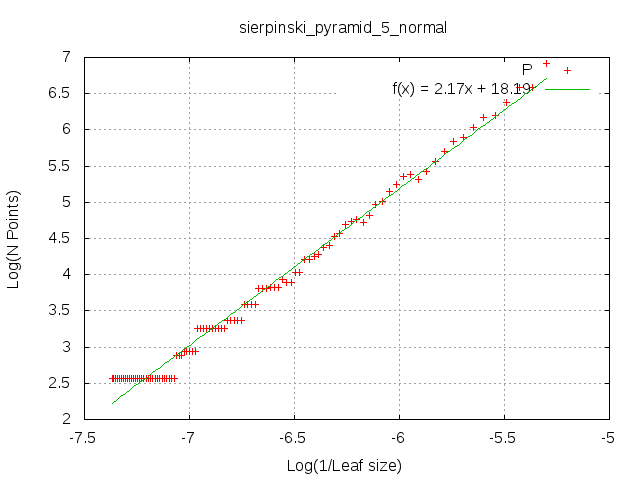 sierpinski_pyramid_5_normal
7
6.5
6
5.5
5
4.5
4
3.5
3
2.5
2
Log(N Points)
P
f(x) = 2.17x + 18.19
-7.5 -7 -6.5 -6 -5.5 -5
Log(1/Leaf size)